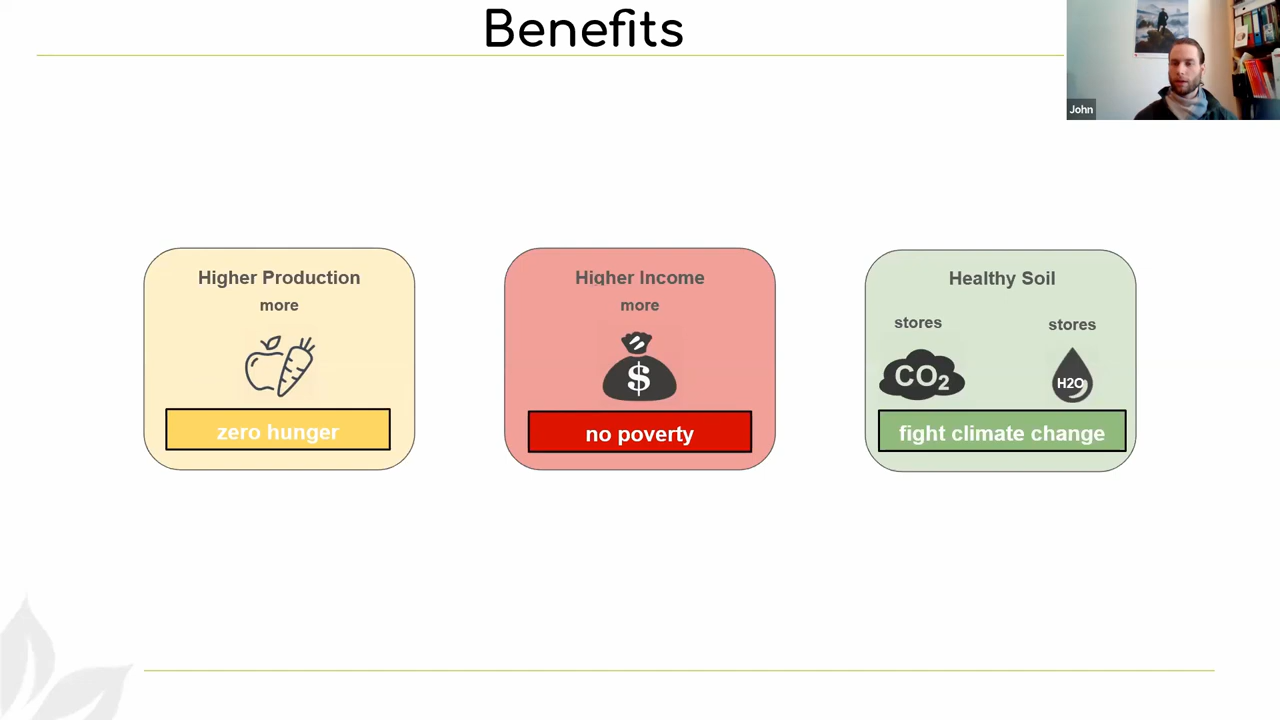 Benefits
John
Higher Production
more
zero hunger
Higher Income
more
$
no poverty
Healthy Soil
stores
stores
CO2
H2O
fight climate change